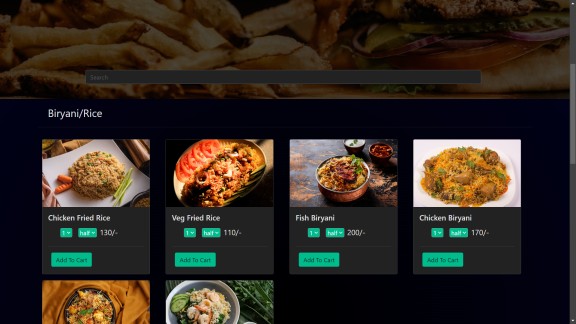 Search
Biryani/Rice
Chicken Fried Rice
1 half 130/-
Add To Cart
Veg Fried Rice
1 half 110/-
Add To Cart
Fish Biryani
1 half 200/-
Add To Cart
Chicken Biryani
1 half 170/-
Add To Cart